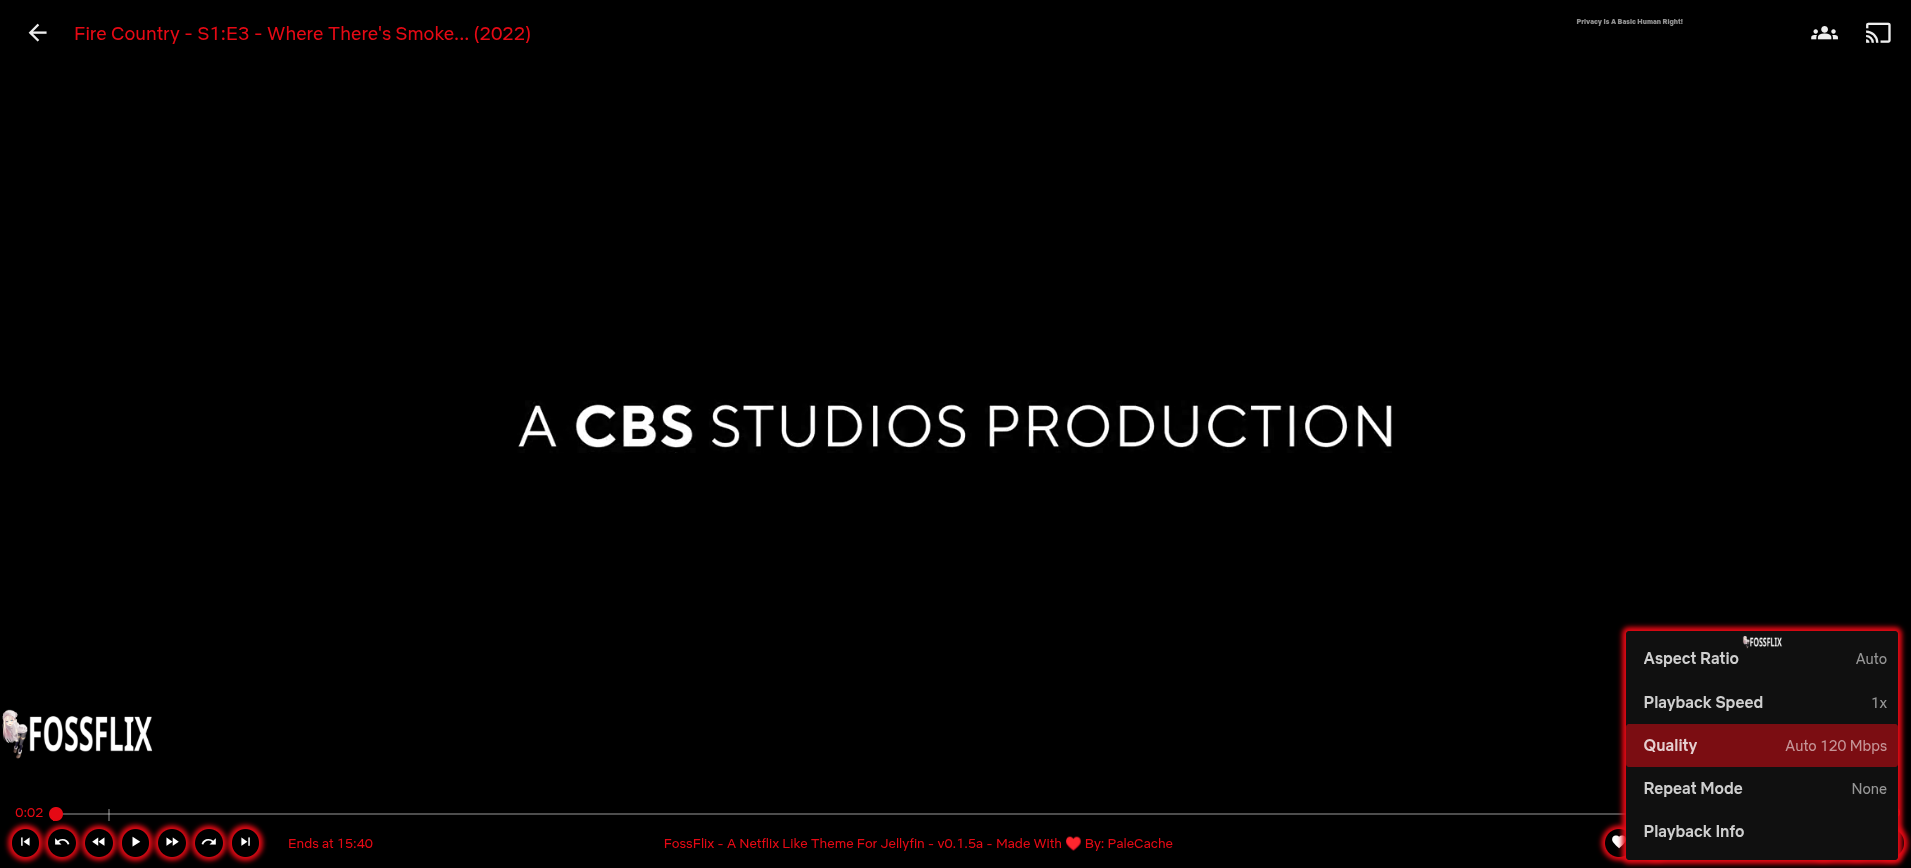 Fire Country - S1:E3 - Where There's Smoke... (2022)
Privacy Is A Basic Human Right!
A CBS STUDIOS PRODUCTION
FOSSFLIX
FOSSFLIX
Aspect Ratio Auto
Playback Speed 1x
Quality Auto 120 Mbps
Repeat Mode None
Playback Info
0:02
Ends at 15:40
FossFlix - A Netflix Like Theme For Jellyfin - v0.1.5a - Made With ❤️ By: PaleCache